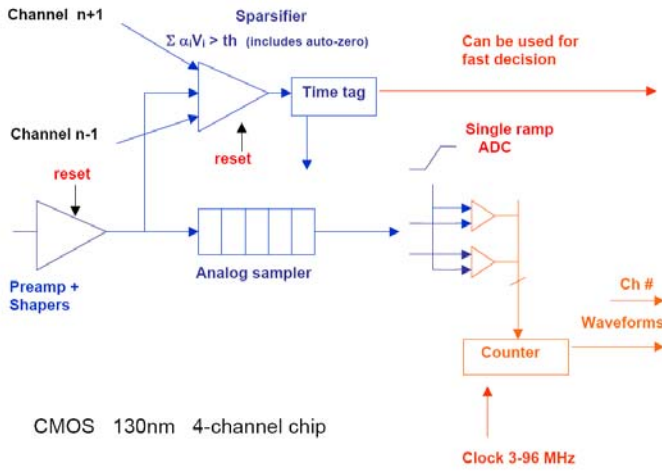 Channel n+1
Sparsifier
Σ αᵢVᵢ > th (includes auto-zero)
Can be used for
fast decision
Time tag
Channel n-1
reset
reset
Single ramp
ADC
Preamp +
Shapers
Analog sampler
Ch #
Waveforms
Counter
CMOS 130nm 4-channel chip
Clock 3-96 MHz